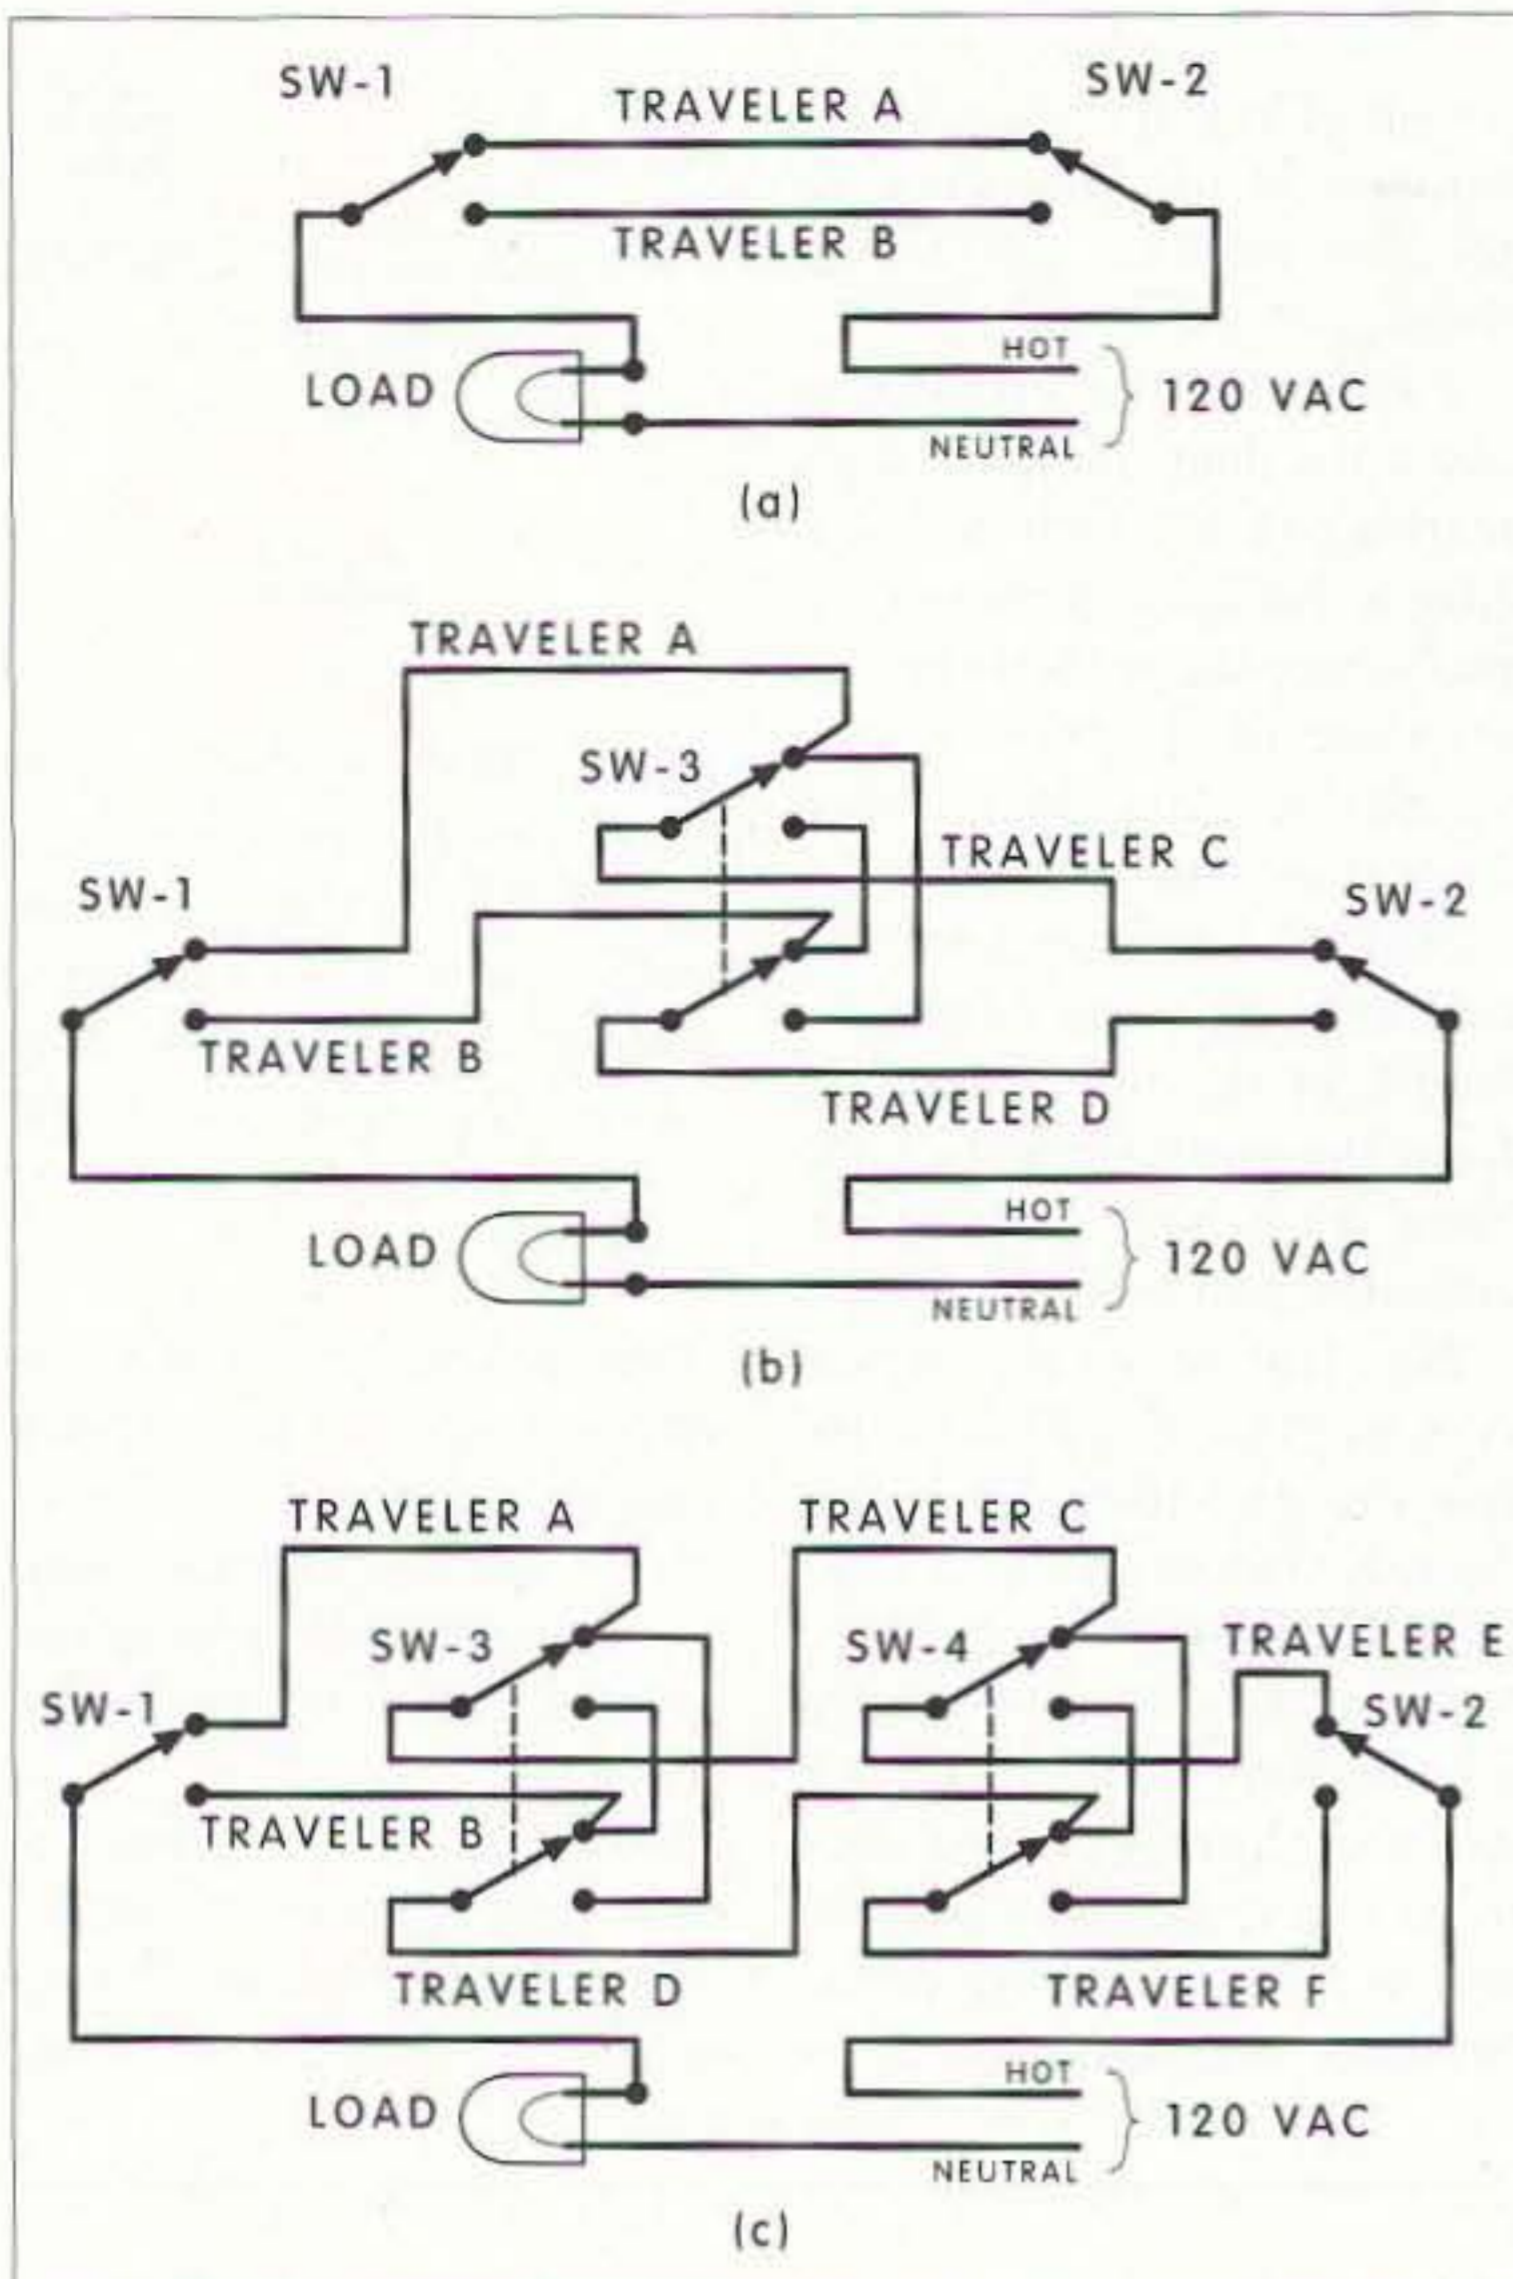 SW-1
SW-2
TRAVELER A
TRAVELER B
LOAD
HOT
120 VAC
NEUTRAL
(a)
TRAVELER A
SW-3
TRAVELER C
SW-1
SW-2
TRAVELER B
TRAVELER D
HOT
LOAD
120 VAC
NEUTRAL
(b)
TRAVELER A
TRAVELER C
SW-3
SW-4
TRAVELER E
SW-1
SW-2
TRAVELER B
TRAVELER D
TRAVELER F
HOT
LOAD
120 VAC
NEUTRAL
(c)